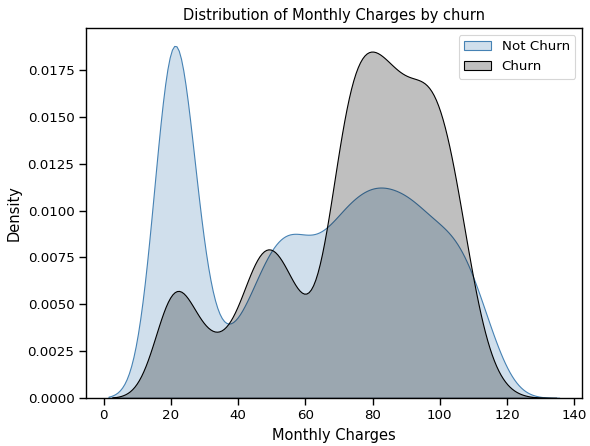 Distribution of Monthly Charges by churn
Not Churn
Churn
0.0175
0.0150
0.0125
0.0100
0.0075
0.0050
0.0025
0.0000
Density
0 20 40 60 80 100 120 140
Monthly Charges